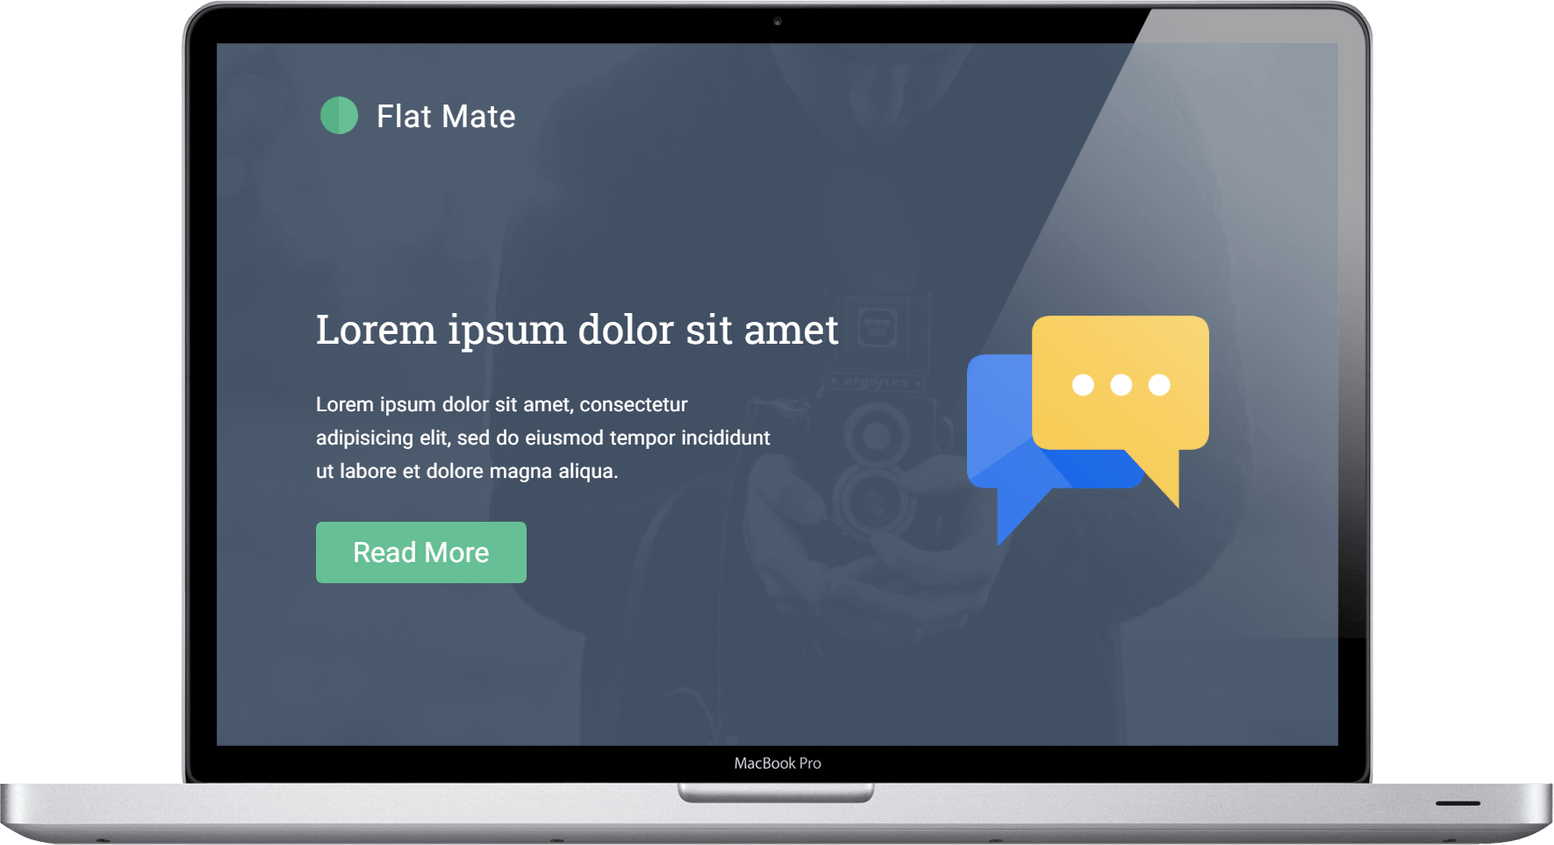 Flat Mate
Lorem ipsum dolor sit amet
argoflex
Lorem ipsum dolor sit amet, consectetur
adipisicing elit, sed do eiusmod tempor incididunt
ut labore et dolore magna aliqua.
Read More
MacBook Pro